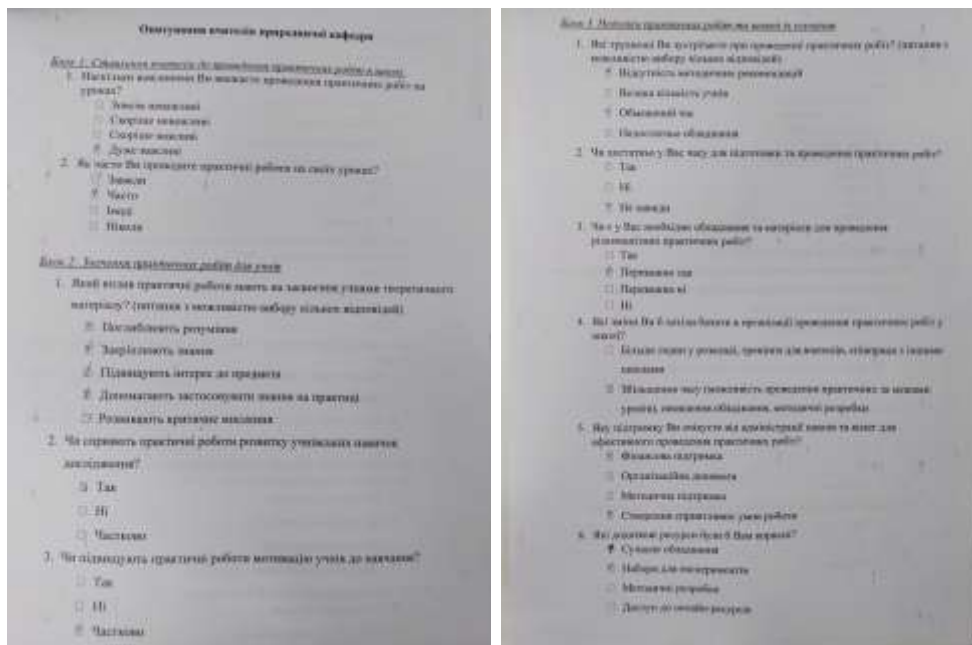 Опитування вчителів природничої кафедри
Блок 1. Ставлення вчителів до проведення практичних робіт в школі
1. Наскільки важливими Ви вважаєте проведення практичних робіт на
уроках?
Зовсім неважливі
Скоріше неважливі
Скоріше важливі
Дуже важливі
2. Як часто Ви проводите практичні роботи на своїх уроках?
Завжди
Часто
Іноді
Ніколи
Блок 2. Значення практичних робіт для учнів
1. Який вплив практичні роботи мають на засвоєння учнями теоретичного
матеріалу? (питання з можливістю вибору кількох відповідей)
Поглиблюють розуміння
Закріплюють знання
Підвищують інтерес до предмета
Допомагають застосовувати знання на практиці
Розвивають критичне мислення
2. Чи сприяють практичні роботи розвитку учнівських навичок
дослідження?
Так
Ні
Частково
3. Чи підвищують практичні роботи мотивацію учнів до навчання?
Так
Ні
Частково
Блок 3. практичних робіт та шляхи їх
1. Які труднощі Ви зустрічаєте при проведенні практичних робіт? (питання з
можливістю вибору кількох відповідей)
Відсутність методичних рекомендацій
Велика кількість учнів
Обмежений час
Недостатнє обладнання
2. Чи достатньо у Вас часу для підготовки та проведення практичних робіт?
Так
Ні
Не завжди
3. Чи є у Вас необхідне обладнання та матеріали для проведення
різноманітних практичних робіт?
Так
Переважно так
Переважно ні
Ні
4. Які зміни Ви б хотіли бачити в організації проведення практичних робіт у
школі?
Більше годин у розкладі, тренінги для вчителів, співпраця з іншими
школами
Збільшення часу (можливість проведення практичних за межами
уроків), оновлення обладнання, методичні розробки
5. Яку підтримку Ви очікуєте від адміністрації школи та колег для
ефективного проведення практичних робіт?
Фінансова підтримка
Організаційна допомога
Методична підтримка
Створення сприятливих умов роботи
6. Які додаткові ресурси були б Вам корисні?
Сучасне обладнання
Набори для експериментів
Методичні розробки
Доступ до онлайн-ресурсів